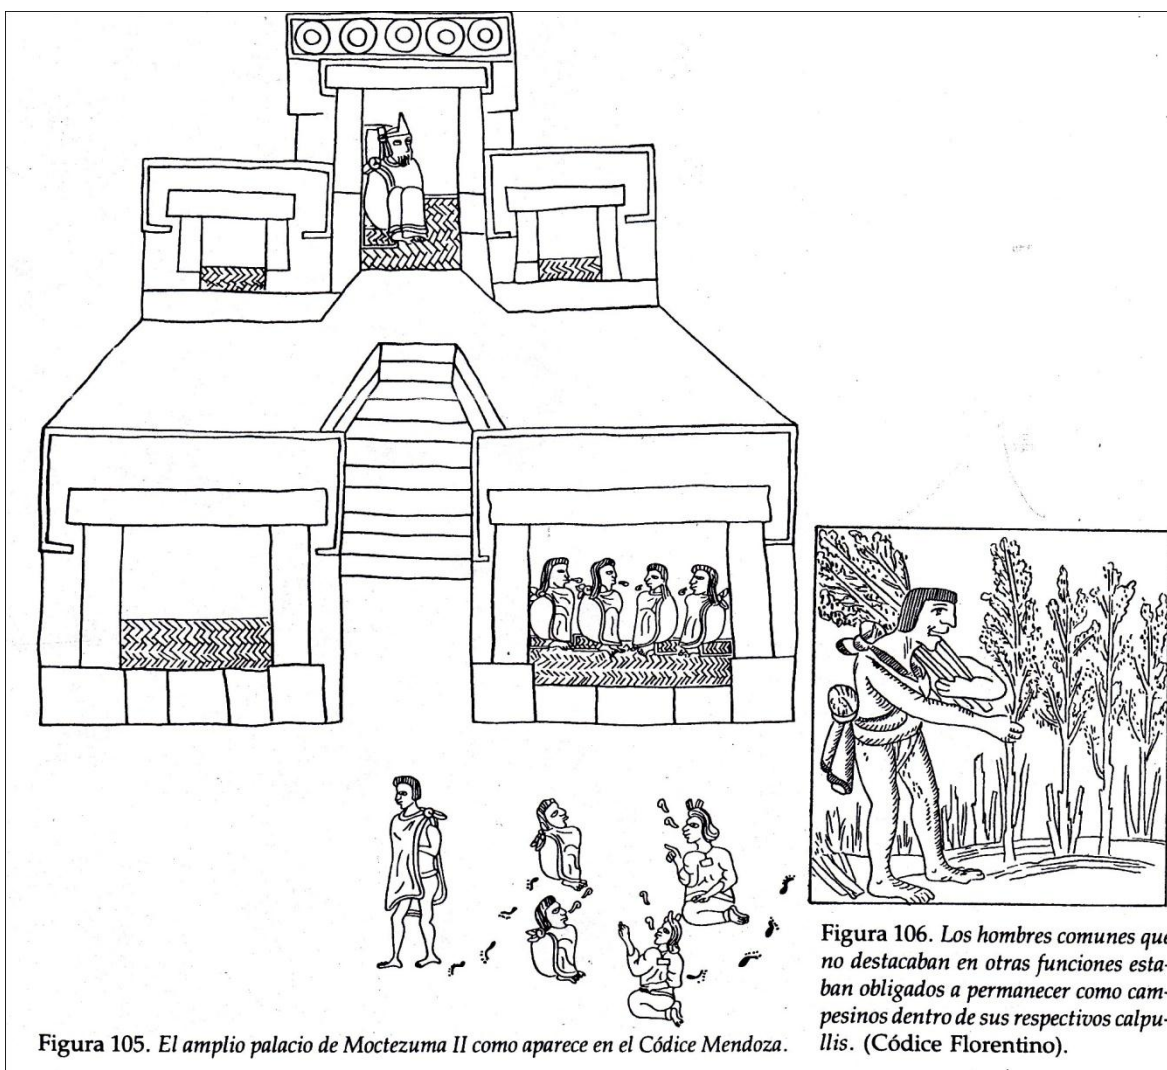 Figura 105. El amplio palacio de Moctezuma II como aparece en el Códice Mendoza.
Figura 106. Los hombres comunes que
no destacaban en otras funciones esta-
ban obligados a permanecer como cam-
pesinos dentro de sus respectivos calpu-
llis. (Códice Florentino).